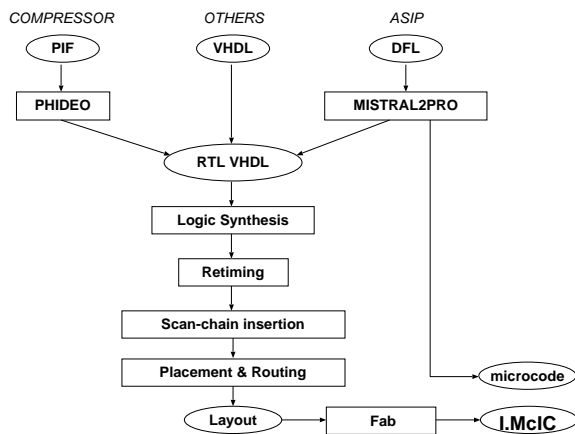 COMPRESSOR OTHERS ASIP
PIF VHDL DFL
PHIDEO MISTRAL2PRO
RTL VHDL
Logic Synthesis
Retiming
Scan-chain insertion
Placement & Routing
microcode
Layout Fab I.McIC